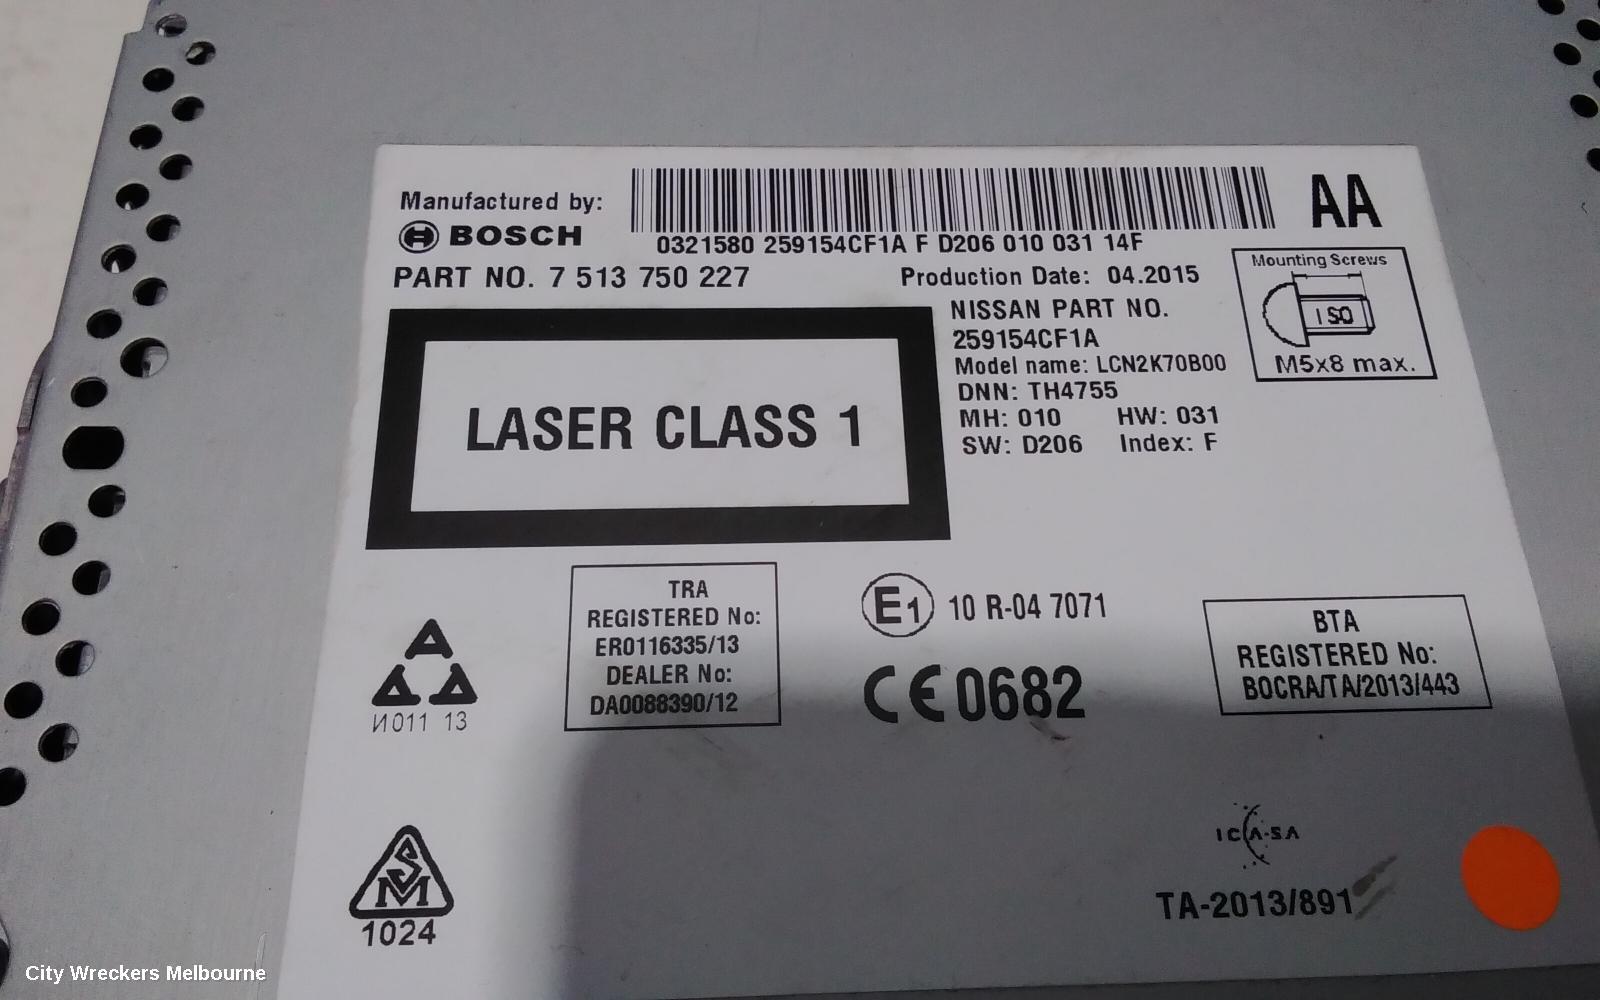 Manufactured by:
BOSCH
0321580 259154CF1A F D206 010 031 14F
AA
PART NO. 7 513 750 227
Production Date: 04.2015
Mounting Screws
ISO
M5x8 max.
NISSAN PART NO.
259154CF1A
Model name: LCN2K70B00
DNN: TH4755
MH: 010 HW: 031
SW: D206 Index: F
LASER CLASS 1
TRA
REGISTERED No:
ER0116335/13
DEALER No:
DA0088390/12
E1 10 R-04 7071
CE0682
BTA
REGISTERED No:
BOCRA/TA/2013/443
И011 13
SM
1024
ICASA
TA-2013/891
City Wreckers Melbourne